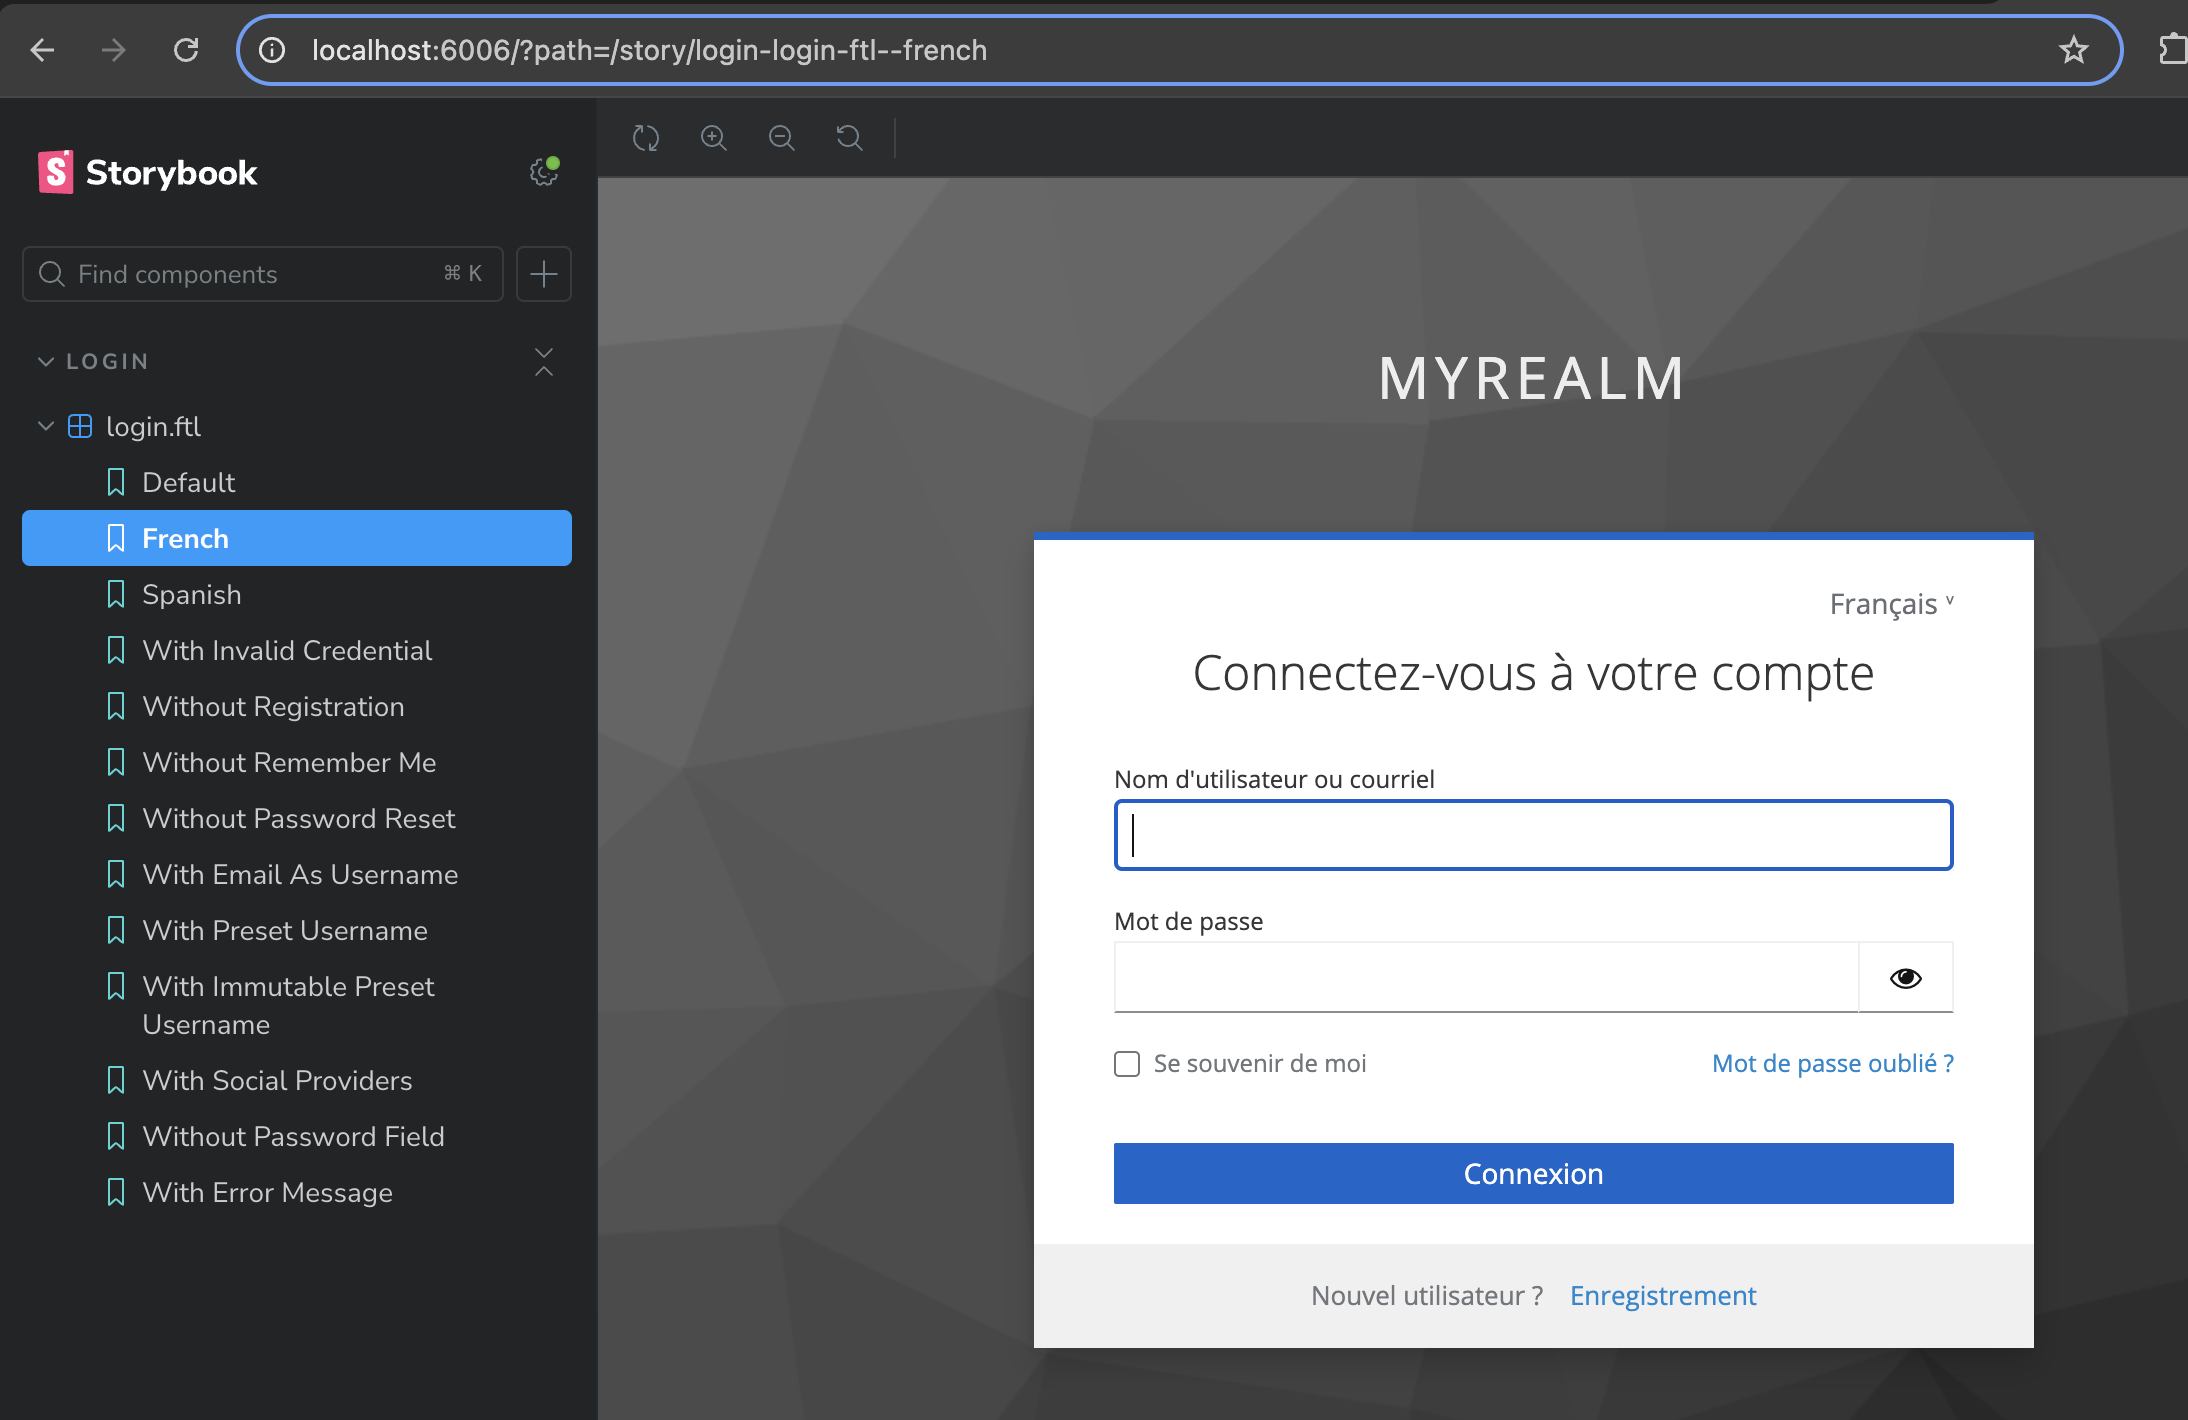 localhost:6006/?path=/story/login-login-ftl--french
Storybook
Find components
⌘ K
LOGIN
login.ftl
Default
French
Spanish
With Invalid Credential
Without Registration
Without Remember Me
Without Password Reset
With Email As Username
With Preset Username
With Immutable Preset
Username
With Social Providers
Without Password Field
With Error Message
MYREALM
Français
Connectez-vous à votre compte
Nom d'utilisateur ou courriel
Mot de passe
Se souvenir de moi
Mot de passe oublié ?
Connexion
Nouvel utilisateur ? Enregistrement